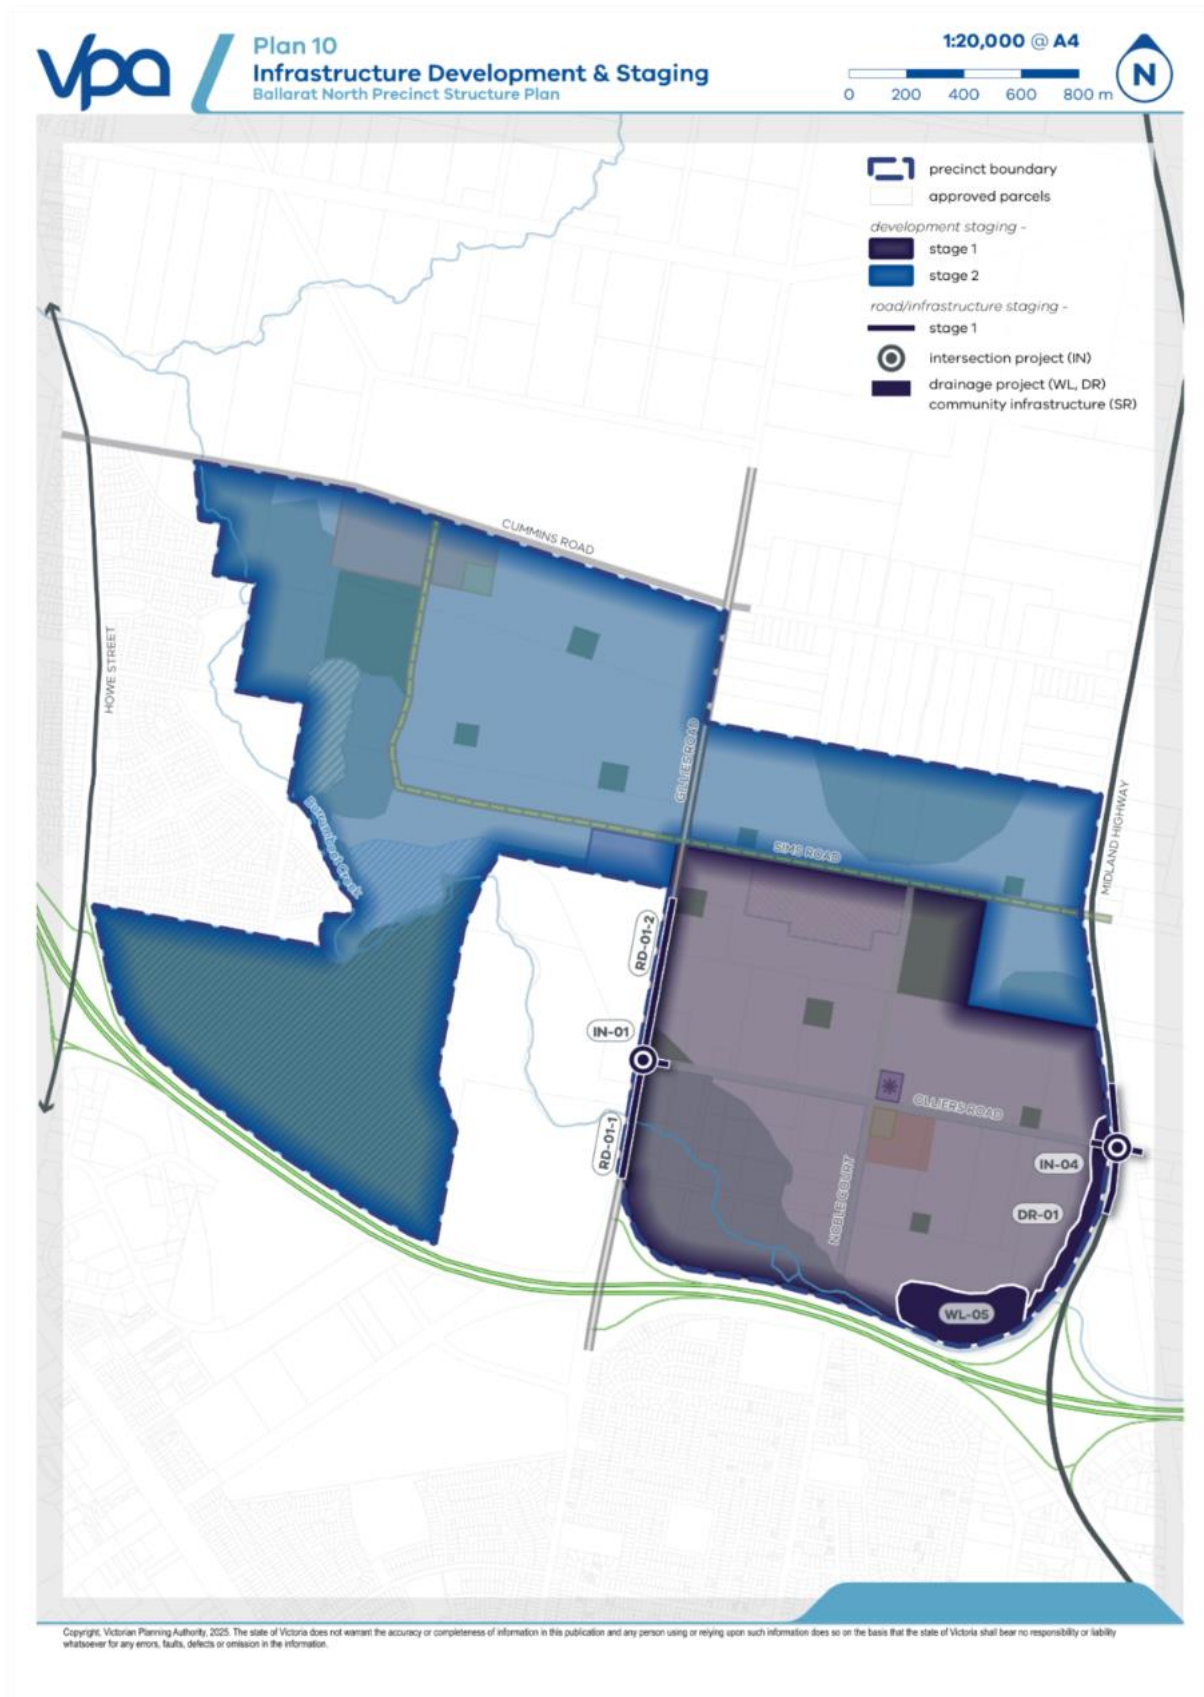 vpa
Plan 10
Infrastructure Development & Staging
Ballarat North Precinct Structure Plan
1:20,000 @ A4
0 200 400 600 800 m
N
precinct boundary
approved parcels
development staging -
stage 1
stage 2
road/infrastructure staging -
stage 1
intersection project (IN)
drainage project (WL, DR)
community infrastructure (SR)
CUMMINS ROAD
HOWE STREET
GILLIES ROAD
MIDLAND HIGHWAY
Burrumbeet Creek
SIMS ROAD
RD-01-2
IN-01
OLLIERS ROAD
RD-01-1
IN-04
NOBLE COURT
DR-01
WL-05
Copyright, Victorian Planning Authority, 2025. The state of Victoria does not warrant the accuracy or completeness of information in this publication and any person using or relying upon such information does so on the basis that the state of Victoria shall bear no responsibility or liability
whatsoever for any errors, faults, defects or omission in the information.